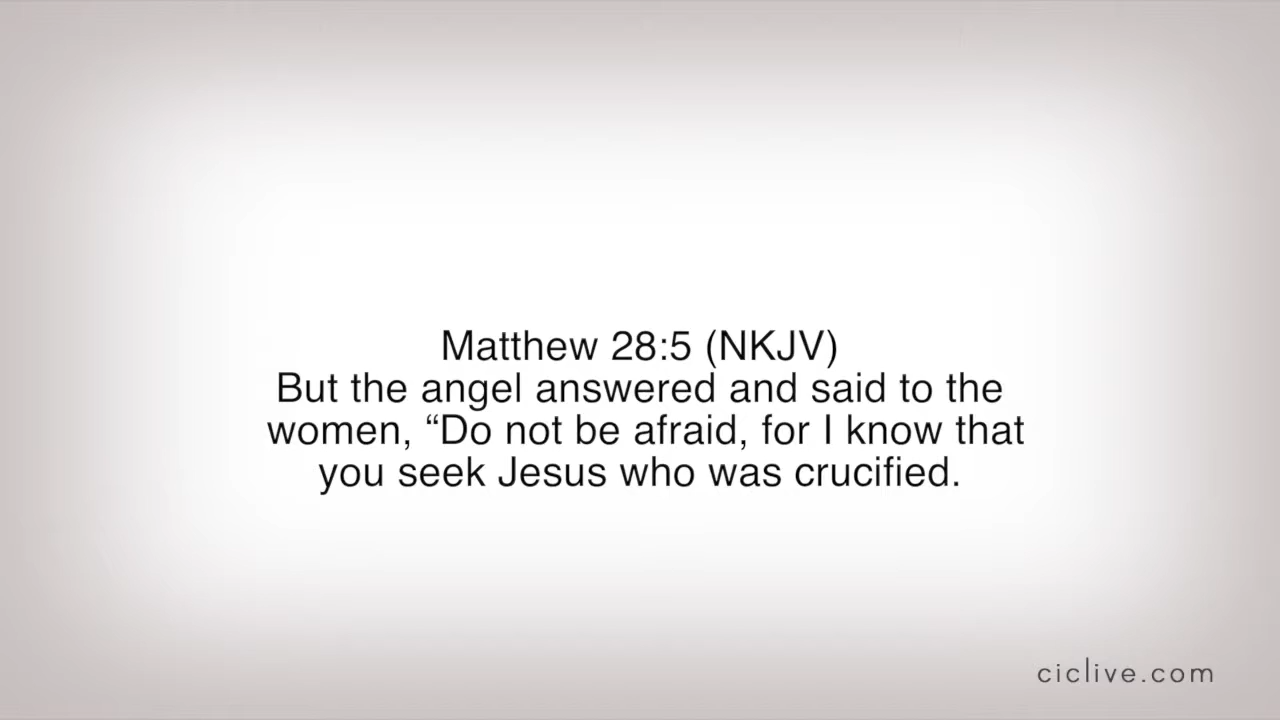 Matthew 28:5 (NKJV)
But the angel answered and said to the
women, “Do not be afraid, for I know that
you seek Jesus who was crucified.
ciclive.com